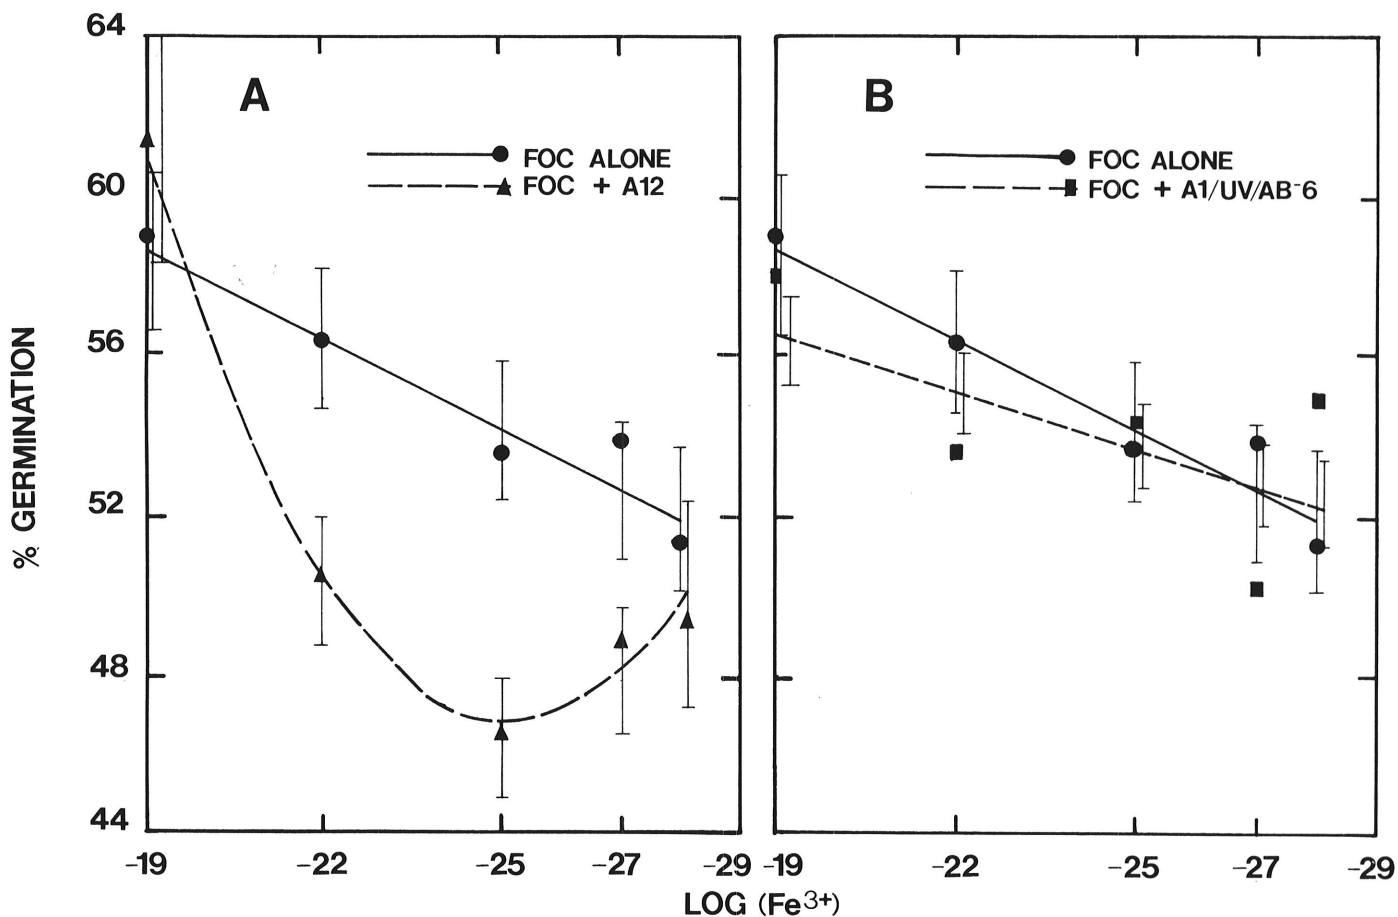 64
60
56
52
48
44
% GERMINATION
A
FOC ALONE
FOC + A12
B
FOC ALONE
FOC + A1/UV/AB-6
-19 -22 -25 -27 -29
-19 -22 -25 -27 -29
LOG (Fe3+)